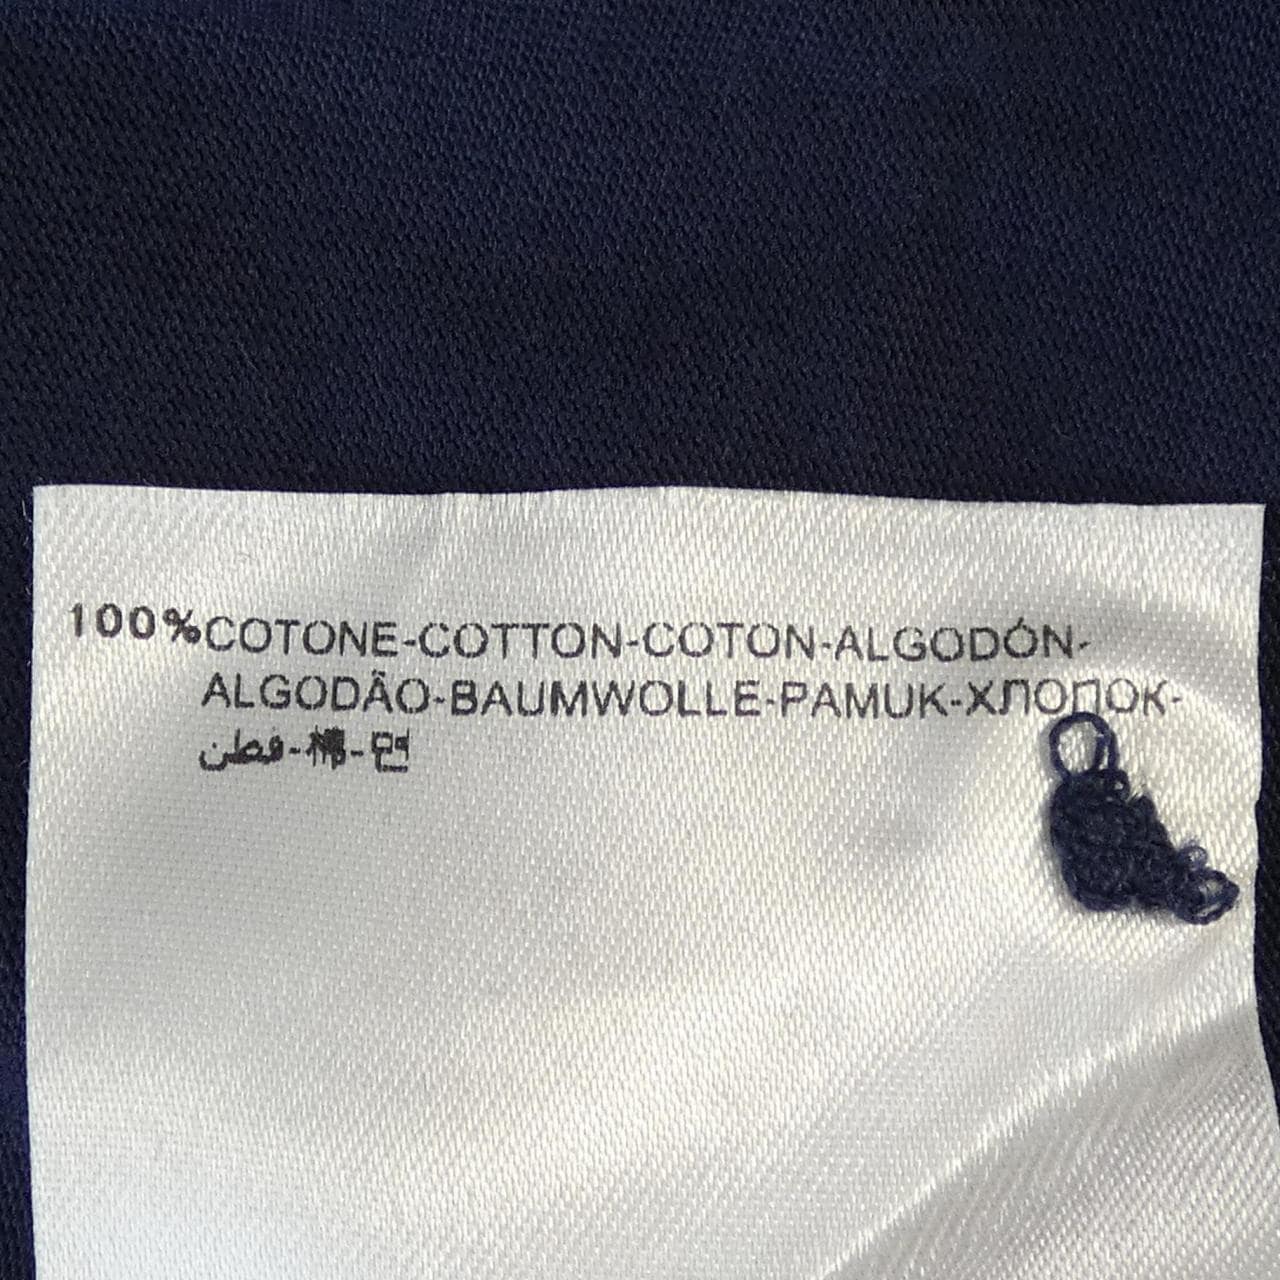 100%COTONE-COTTON-COTON-ALGODÓN-
ALGODÃO-BAUMWOLLE-PAMUK-ХЛОПОК-
قطن-棉-면